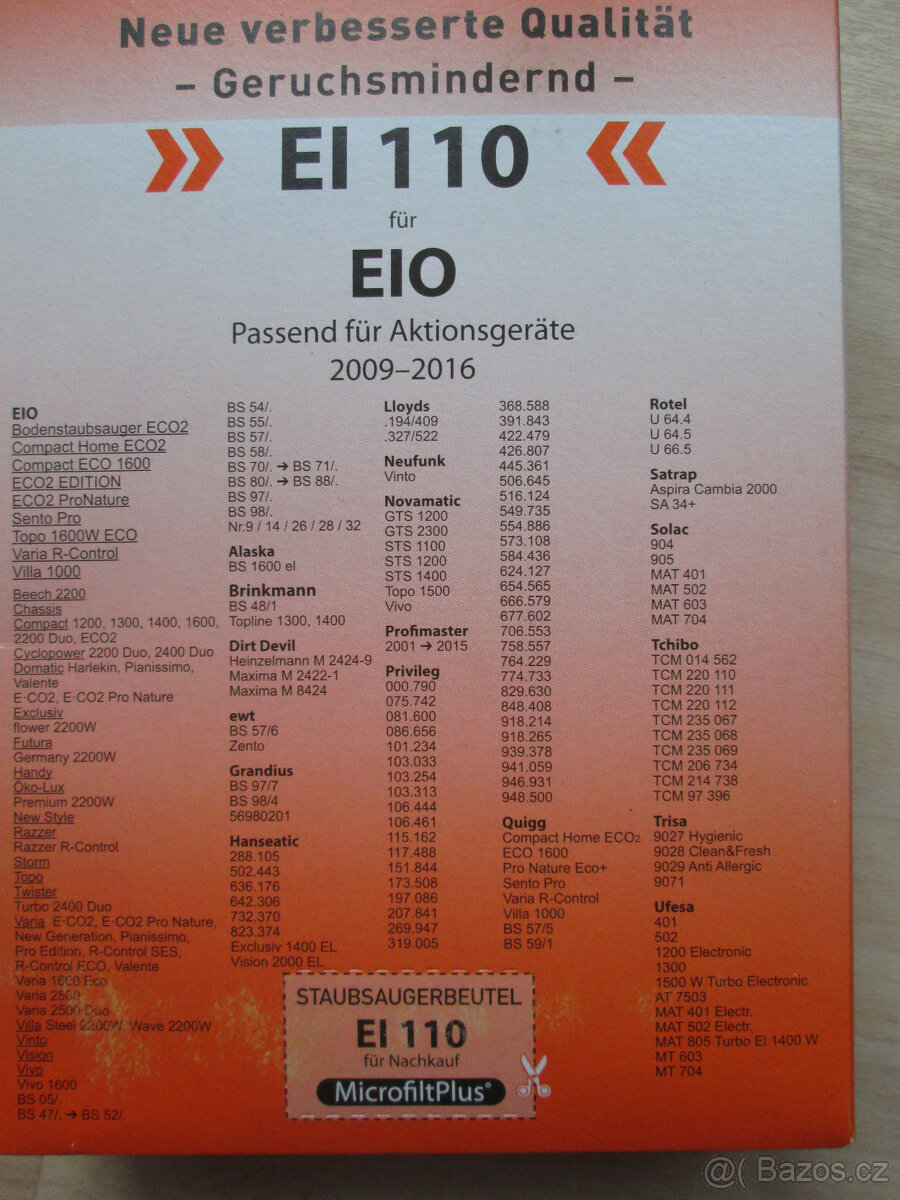 Neue verbesserte Qualität
– Geruchsmindernd –
» EI 110 «
für
EIO
Passend für Aktionsgeräte
2009–2016
EIO
Bodenstaubsauger ECO2
Compact Home ECO2
Compact ECO 1600
ECO2 EDITION
ECO2 ProNature
Sento Pro
Topo 1600W ECO
Varia R-Control
Villa 1000
Beech 2200
Chassis
Compact 1200, 1300, 1400, 1600,
2200 Duo, ECO2
Cyclopower 2200 Duo, 2400 Duo
Domatic Harlekin, Pianissimo,
Valente
E·CO2, E·CO2 Pro Nature
Exclusiv
flower 2200W
Futura
Germany 2200W
Handy
Öko-Lux
Premium 2200W
New Style
Razzer
Razzer R-Control
Storm
Topo
Twister
Turbo 2400 Duo
Varia E·CO2, E·CO2 Pro Nature,
New Generation, Pianissimo,
Pro Edition, R-Control SES,
R-Control ECO, Valente
Varia 1600 Eco
Varia 2500
Varia 2500 Duo
Villa Steel 2200W, Wave 2200W
Vinto
Vision
Vivo
Vivo 1600
BS 05/.
BS 47/. ➔ BS 52/.
BS 54/.
BS 55/.
BS 57/.
BS 58/.
BS 70/. ➔ BS 71/.
BS 80/. ➔ BS 88/.
BS 97/.
BS 98/.
Nr.9 / 14 / 26 / 28 / 32
Alaska
BS 1600 el
Brinkmann
BS 48/1
Topline 1300, 1400
Dirt Devil
Heinzelmann M 2424-9
Maxima M 2422-1
Maxima M 8424
ewt
BS 57/6
Zento
Grandius
BS 97/7
BS 98/4
56980201
Hanseatic
288.105
502.443
636.176
642.306
732.370
823.374
Exclusiv 1400 EL
Vision 2000 EL
Lloyds
.194/409
.327/522
Neufunk
Vinto
Novamatic
GTS 1200
GTS 2300
STS 1100
STS 1200
STS 1400
Topo 1500
Vivo
Profimaster
2001 ➔ 2015
Privileg
000.790
075.742
081.600
086.656
101.234
103.033
103.254
103.313
106.444
106.461
115.162
117.488
151.844
173.508
197.086
207.841
269.947
319.005
368.588
391.843
422.479
426.807
445.361
506.645
516.124
549.735
554.886
573.108
584.436
624.127
654.565
666.579
677.602
706.553
758.557
764.229
774.733
829.630
848.408
918.214
918.265
939.378
941.059
946.931
948.500
Quigg
Compact Home ECO2
ECO 1600
Pro Nature Eco+
Sento Pro
Varia R-Control
Villa 1000
BS 57/5
BS 59/1
Rotel
U 64.4
U 64.5
U 66.5
Satrap
Aspira Cambia 2000
SA 34+
Solac
904
905
MAT 401
MAT 502
MAT 603
MAT 704
Tchibo
TCM 014 562
TCM 220 110
TCM 220 111
TCM 220 112
TCM 235 067
TCM 235 068
TCM 235 069
TCM 206 734
TCM 214 738
TCM 97 396
Trisa
9027 Hygienic
9028 Clean&Fresh
9029 Anti Allergic
9071
Ufesa
401
502
1200 Electronic
1300
1500 W Turbo Electronic
AT 7503
MAT 401 Electr.
MAT 502 Electr.
MAT 805 Turbo EI 1400 W
MT 603
MT 704
STAUBSAUGERBEUTEL
EI 110
für Nachkauf
MicrofiltPlus®
@( Bazoš.cz